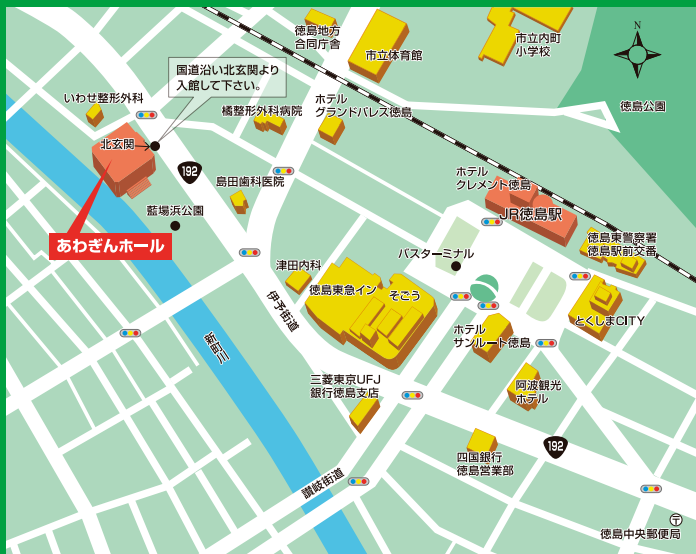 徳島地方
合同庁舎
市立体育館
市立内町
小学校
N
国道沿い北玄関より
入館して下さい。
いわせ整形外科
橘整形外科病院
ホテル
グランドパレス徳島
徳島公園
北玄関
192
島田歯科医院
ホテル
クレメント徳島
JR徳島駅
藍場浜公園
あわぎんホール
徳島東警察署
徳島駅前交番
バスターミナル
津田内科
徳島東急イン
そごう
伊予街道
とくしまCITY
新町川
ホテル
サンルート徳島
三菱東京UFJ
銀行徳島支店
阿波観光
ホテル
192
四国銀行
徳島営業部
讃岐街道
〒
徳島中央郵便局